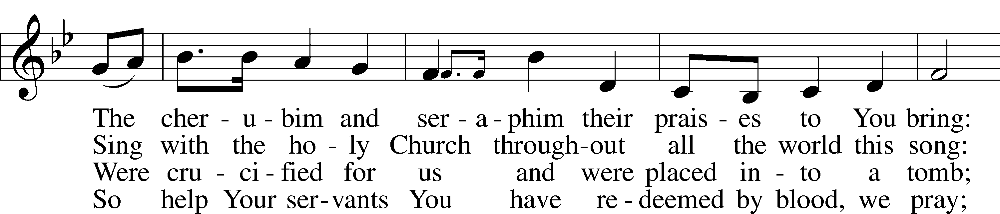 The cher - u - bim and ser - a - phim their prais - es to You bring:
Sing with the ho - ly Church through - out all the world this song:
Were cru - ci - fied for us and were placed in - to a tomb;
So help Your ser - vants You have re - deemed by blood, we pray;